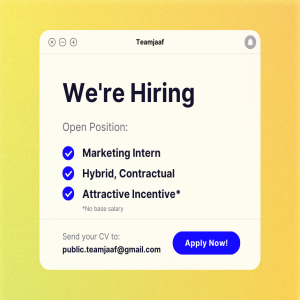 Teamjaaf
We're Hiring
Open Position:
Marketing Intern
Hybrid, Contractual
Attractive Incentive*
*No base salary
Send your CV to:
public.teamjaaf@gmail.com
Apply Now!